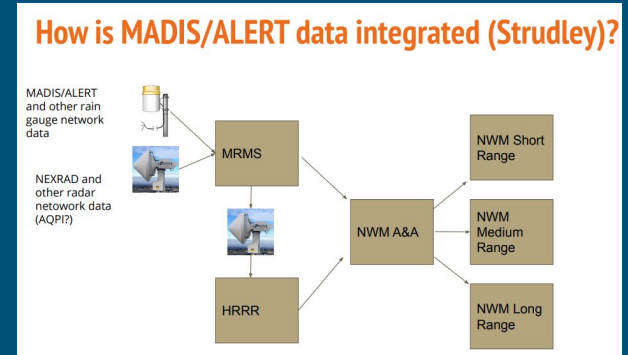 How is MADIS/ALERT data integrated (Strudley)?
MADIS/ALERT
and other rain
gauge network
data
NEXRAD and
other radar
netowork data
(AQPI?)
MRMS
HRRR
NWM A&A
NWM Short
Range
NWM
Medium
Range
NWM Long
Range